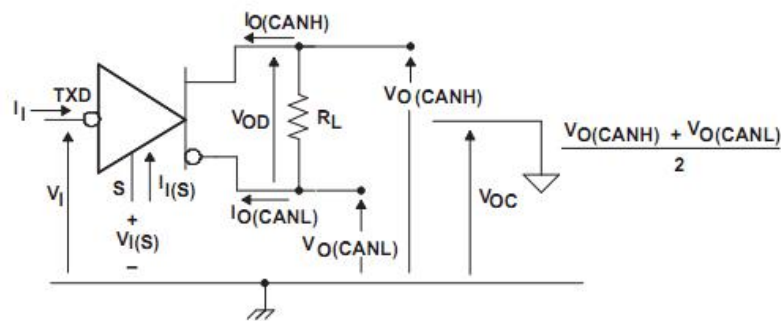 IO(CANH)
II
TXD
VOD
RL
VO(CANH)
VO(CANH) + VO(CANL)
2
VI
S
II(S)
+
VI(S)
–
IO(CANL)
VO(CANL)
VOC